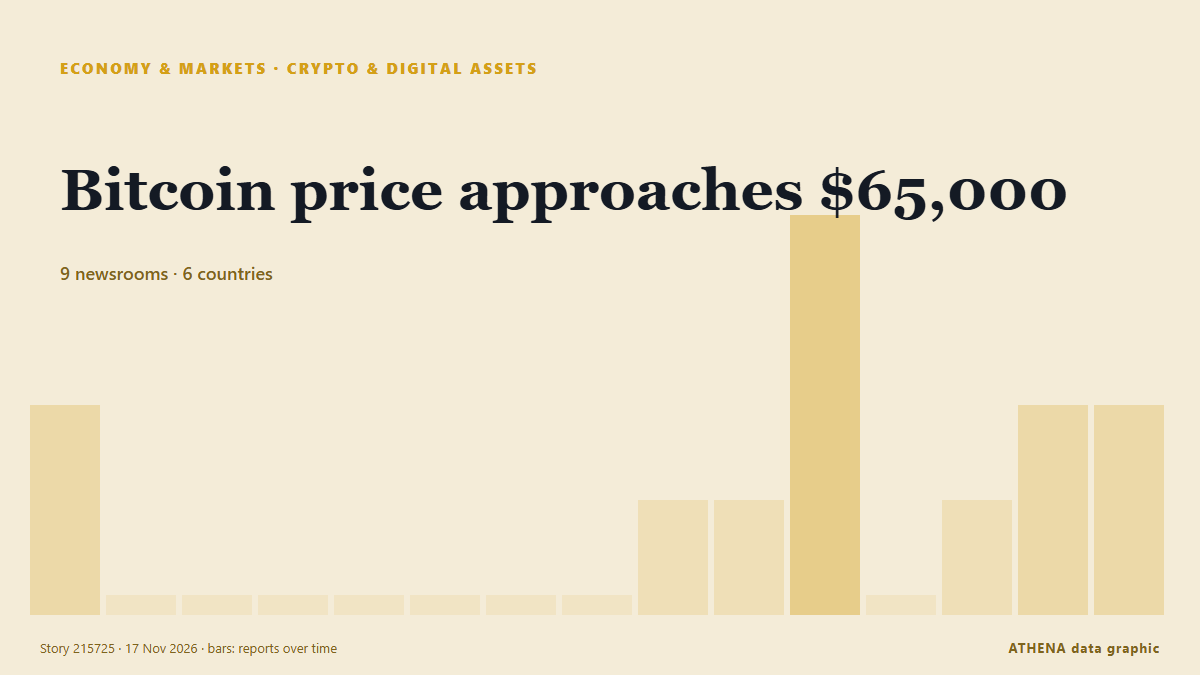 ECONOMY & MARKETS · CRYPTO & DIGITAL ASSETS
Bitcoin price approaches $65,000
9 newsrooms · 6 countries
Story 215725 · 17 Nov 2026 · bars: reports over time
ATHENA data graphic